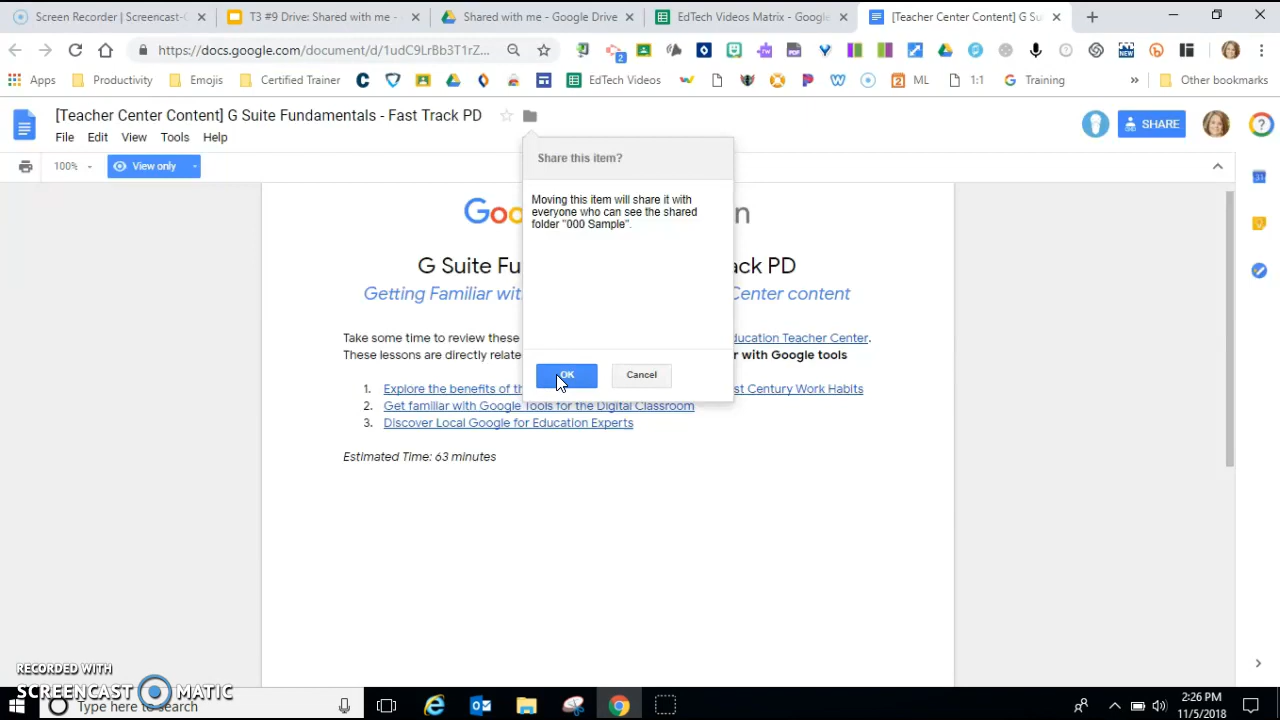 Screen Recorder | Screencast-
T3 #9 Drive: Shared with me -
Shared with me - Google Drive
EdTech Videos Matrix - Google
[Teacher Center Content] G Su
https://docs.google.com/document/d/1udC9LrBb3T1rZ...
2
NEW
Apps
Productivity
Emojis
Certified Trainer
EdTech Videos
ML
1:1
Training
»
Other bookmarks
[Teacher Center Content] G Suite Fundamentals - Fast Track PD
SHARE
File Edit View Tools Help
100%
View only
31
Share this item?
Moving this item will share it with
everyone who can see the shared
folder "000 Sample".
OK
Cancel
Goo n
G Suite Fu ack PD
Getting Familiar wit Center content
Take some time to review these ducation Teacher Center.
These lessons are directly relate r with Google tools
1. Explore the benefits of th st Century Work Habits
2. Get familiar with Google Tools for the Digital Classroom
3. Discover Local Google for Education Experts
Estimated Time: 63 minutes
RECORDED WITH
SCREENCAST MATIC
Type here to search
2:26 PM
11/5/2018